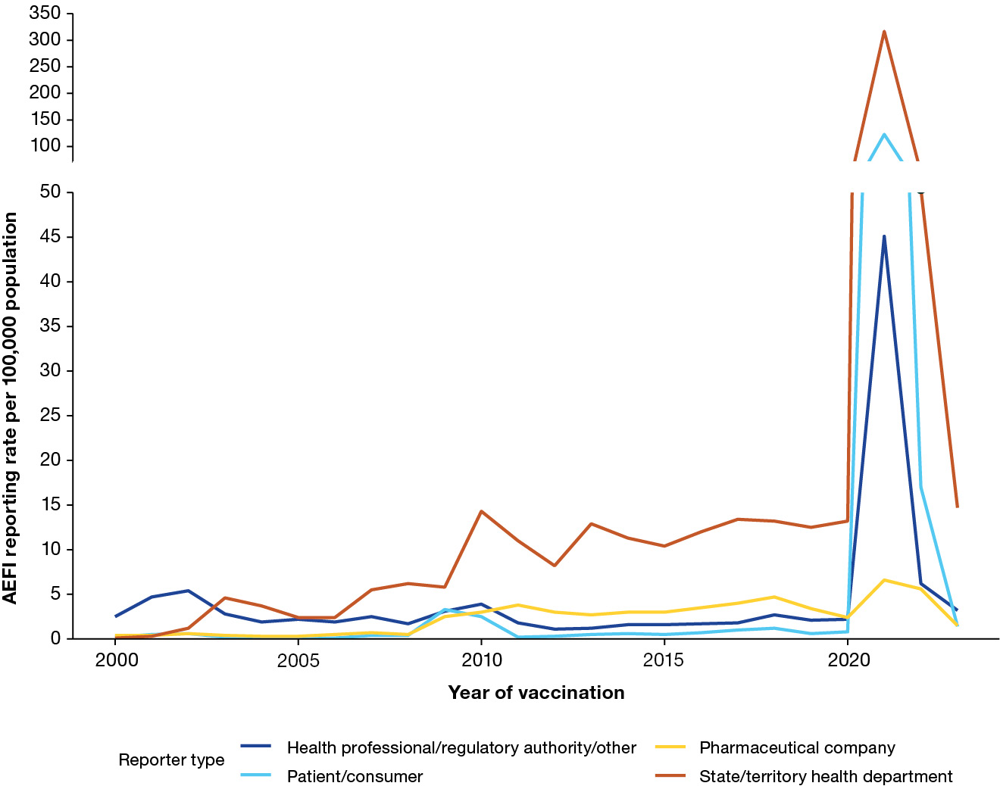 350
300
250
200
150
100
50
45
40
35
30
25
20
15
10
5
0
AEFI reporting rate per 100,000 population
2000 2005 2010 2015 2020
Year of vaccination
Reporter type
Health professional/regulatory authority/other
Pharmaceutical company
Patient/consumer
State/territory health department